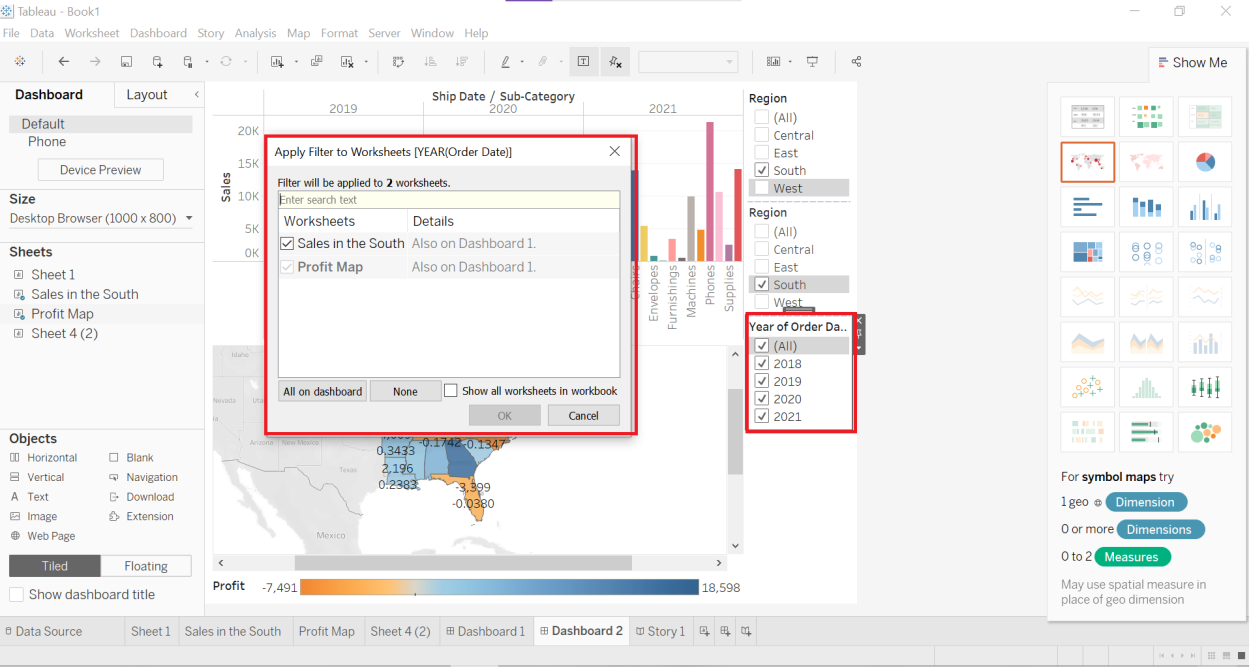 Tableau - Book1
File Data Worksheet Dashboard Story Analysis Map Format Server Window Help
Show Me
Dashboard Layout
Default
Phone
Device Preview
Size
Desktop Browser (1000 x 800)
Sheets
Sheet 1
Sales in the South
Profit Map
Sheet 4 (2)
Objects
Horizontal Blank
Vertical Navigation
A Text Download
Image Extension
Web Page
Tiled Floating
Show dashboard title
Ship Date / Sub-Category
2019 2020 2021
Sales
20K
15K
10K
5K
0K
Chairs
Envelopes
Furnishings
Machines
Phones
Supplies
Apply Filter to Worksheets [YEAR(Order Date)]
Filter will be applied to 2 worksheets.
Enter search text
Worksheets Details
Sales in the South Also on Dashboard 1.
Profit Map Also on Dashboard 1.
All on dashboard None Show all worksheets in workbook
OK Cancel
Region
(All)
Central
East
South
West
Region
(All)
Central
East
South
West
Year of Order Da..
(All)
2018
2019
2020
2021
Idaho
Nevada Utah
Arizona New Mexico
Texas
Mexico
-0.1742 -0.1347
0.3433
2,196
0.2383
-3,399
-0.0380
Profit -7,491 18,598
For symbol maps try
1 geo Dimension
0 or more Dimensions
0 to 2 Measures
May use spatial measure in
place of geo dimension
Data Source Sheet 1 Sales in the South Profit Map Sheet 4 (2) Dashboard 1 Dashboard 2 Story 1